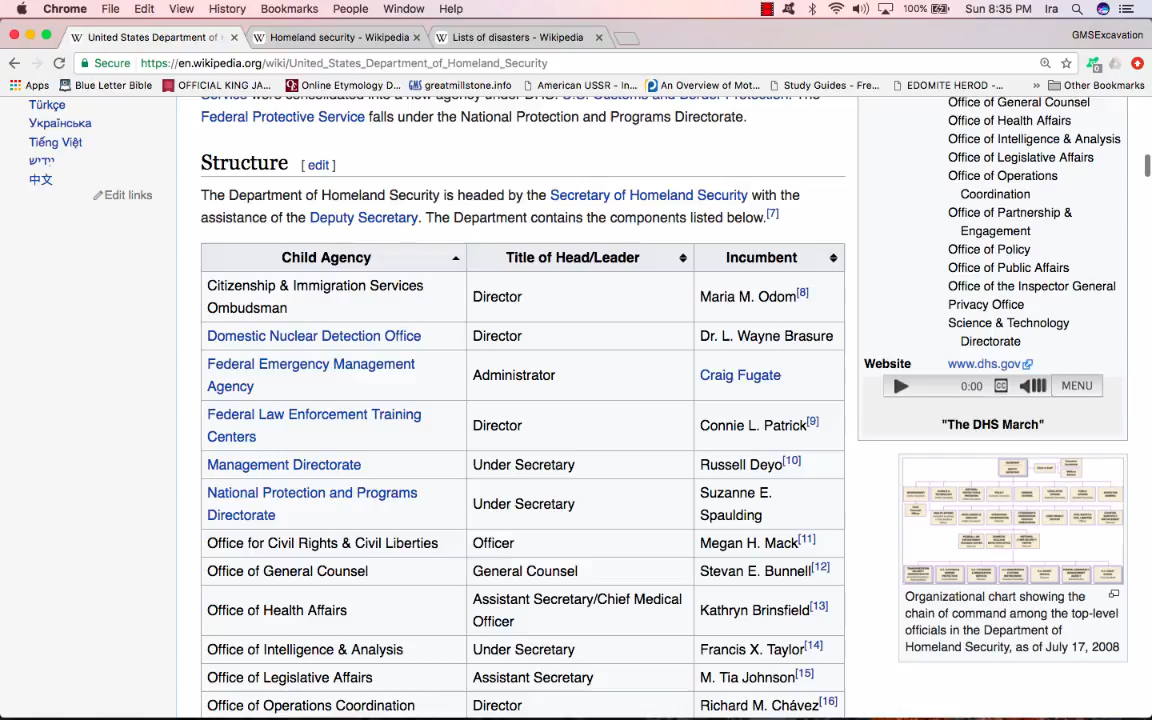 Chrome File Edit View History Bookmarks People Window Help 100% Sun 8:35 PM Ira
United States Department of Homeland security - Wikipedia Lists of disasters - Wikipedia GMSExcavation
Secure https://en.wikipedia.org/wiki/United_States_Department_of_Homeland_Security
Apps Blue Letter Bible OFFICIAL KING JA... Online Etymology D... greatmillstone.info American USSR - In... An Overview of Mot... Study Guides - Fre... EDOMITE HEROD -... » Other Bookmarks
Türkçe
Українська
Tiếng Việt
ייִדיש
中文
Edit links
Service were consolidated into a new agency under DHS: U.S. Customs and Border Protection. The
Federal Protective Service falls under the National Protection and Programs Directorate.
Structure [ edit ]
The Department of Homeland Security is headed by the Secretary of Homeland Security with the
assistance of the Deputy Secretary. The Department contains the components listed below.[7]
Child Agency Title of Head/Leader Incumbent
Citizenship & Immigration Services
Ombudsman
Director
Maria M. Odom[8]
Domestic Nuclear Detection Office Director Dr. L. Wayne Brasure
Federal Emergency Management
Agency
Administrator
Craig Fugate
Federal Law Enforcement Training
Centers
Director
Connie L. Patrick[9]
Management Directorate Under Secretary Russell Deyo[10]
National Protection and Programs
Directorate
Under Secretary
Suzanne E.
Spaulding
Office for Civil Rights & Civil Liberties Officer Megan H. Mack[11]
Office of General Counsel General Counsel Stevan E. Bunnell[12]
Office of Health Affairs
Assistant Secretary/Chief Medical
Officer
Kathryn Brinsfield[13]
Office of Intelligence & Analysis Under Secretary Francis X. Taylor[14]
Office of Legislative Affairs Assistant Secretary M. Tia Johnson[15]
Office of Operations Coordination Director Richard M. Chávez[16]
Office of General Counsel
Office of Health Affairs
Office of Intelligence & Analysis
Office of Legislative Affairs
Office of Operations
Coordination
Office of Partnership &
Engagement
Office of Policy
Office of Public Affairs
Office of the Inspector General
Privacy Office
Science & Technology
Directorate
Website www.dhs.gov
0:00 CC MENU
"The DHS March"
Organizational chart showing the
chain of command among the top-level
officials in the Department of
Homeland Security, as of July 17, 2008